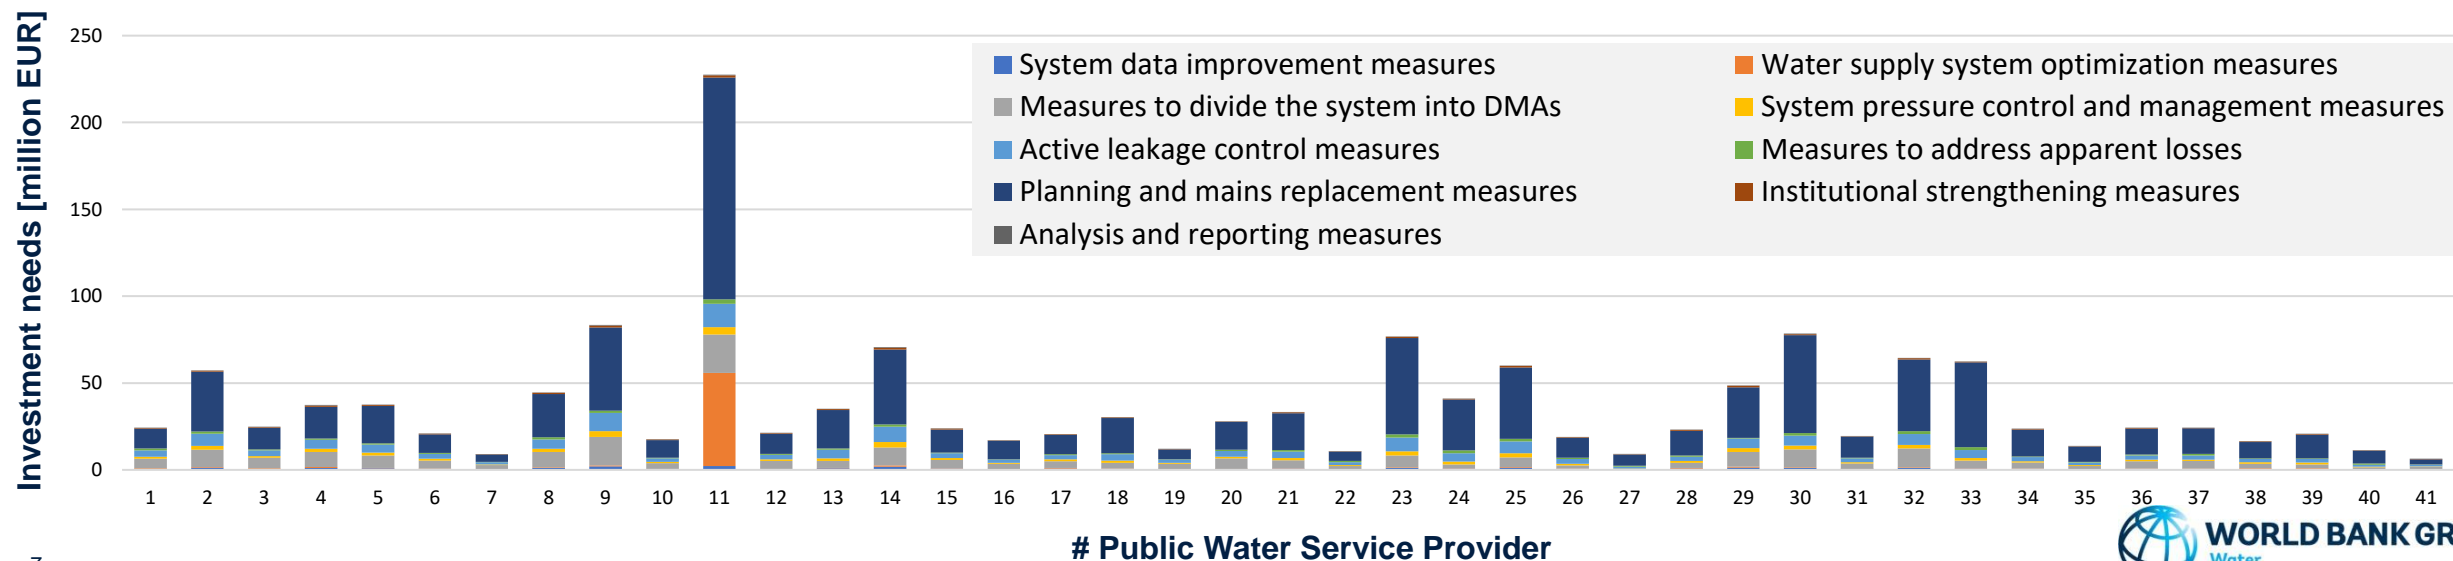 Investment needs [million EUR]
250
200
150
100
50
0
System data improvement measures
Water supply system optimization measures
Measures to divide the system into DMAs
System pressure control and management measures
Active leakage control measures
Measures to address apparent losses
Planning and mains replacement measures
Institutional strengthening measures
Analysis and reporting measures
1 2 3 4 5 6 7 8 9 10 11 12 13 14 15 16 17 18 19 20 21 22 23 24 25 26 27 28 29 30 31 32 33 34 35 36 37 38 39 40 41
# Public Water Service Provider
WORLD BANK GR
Water